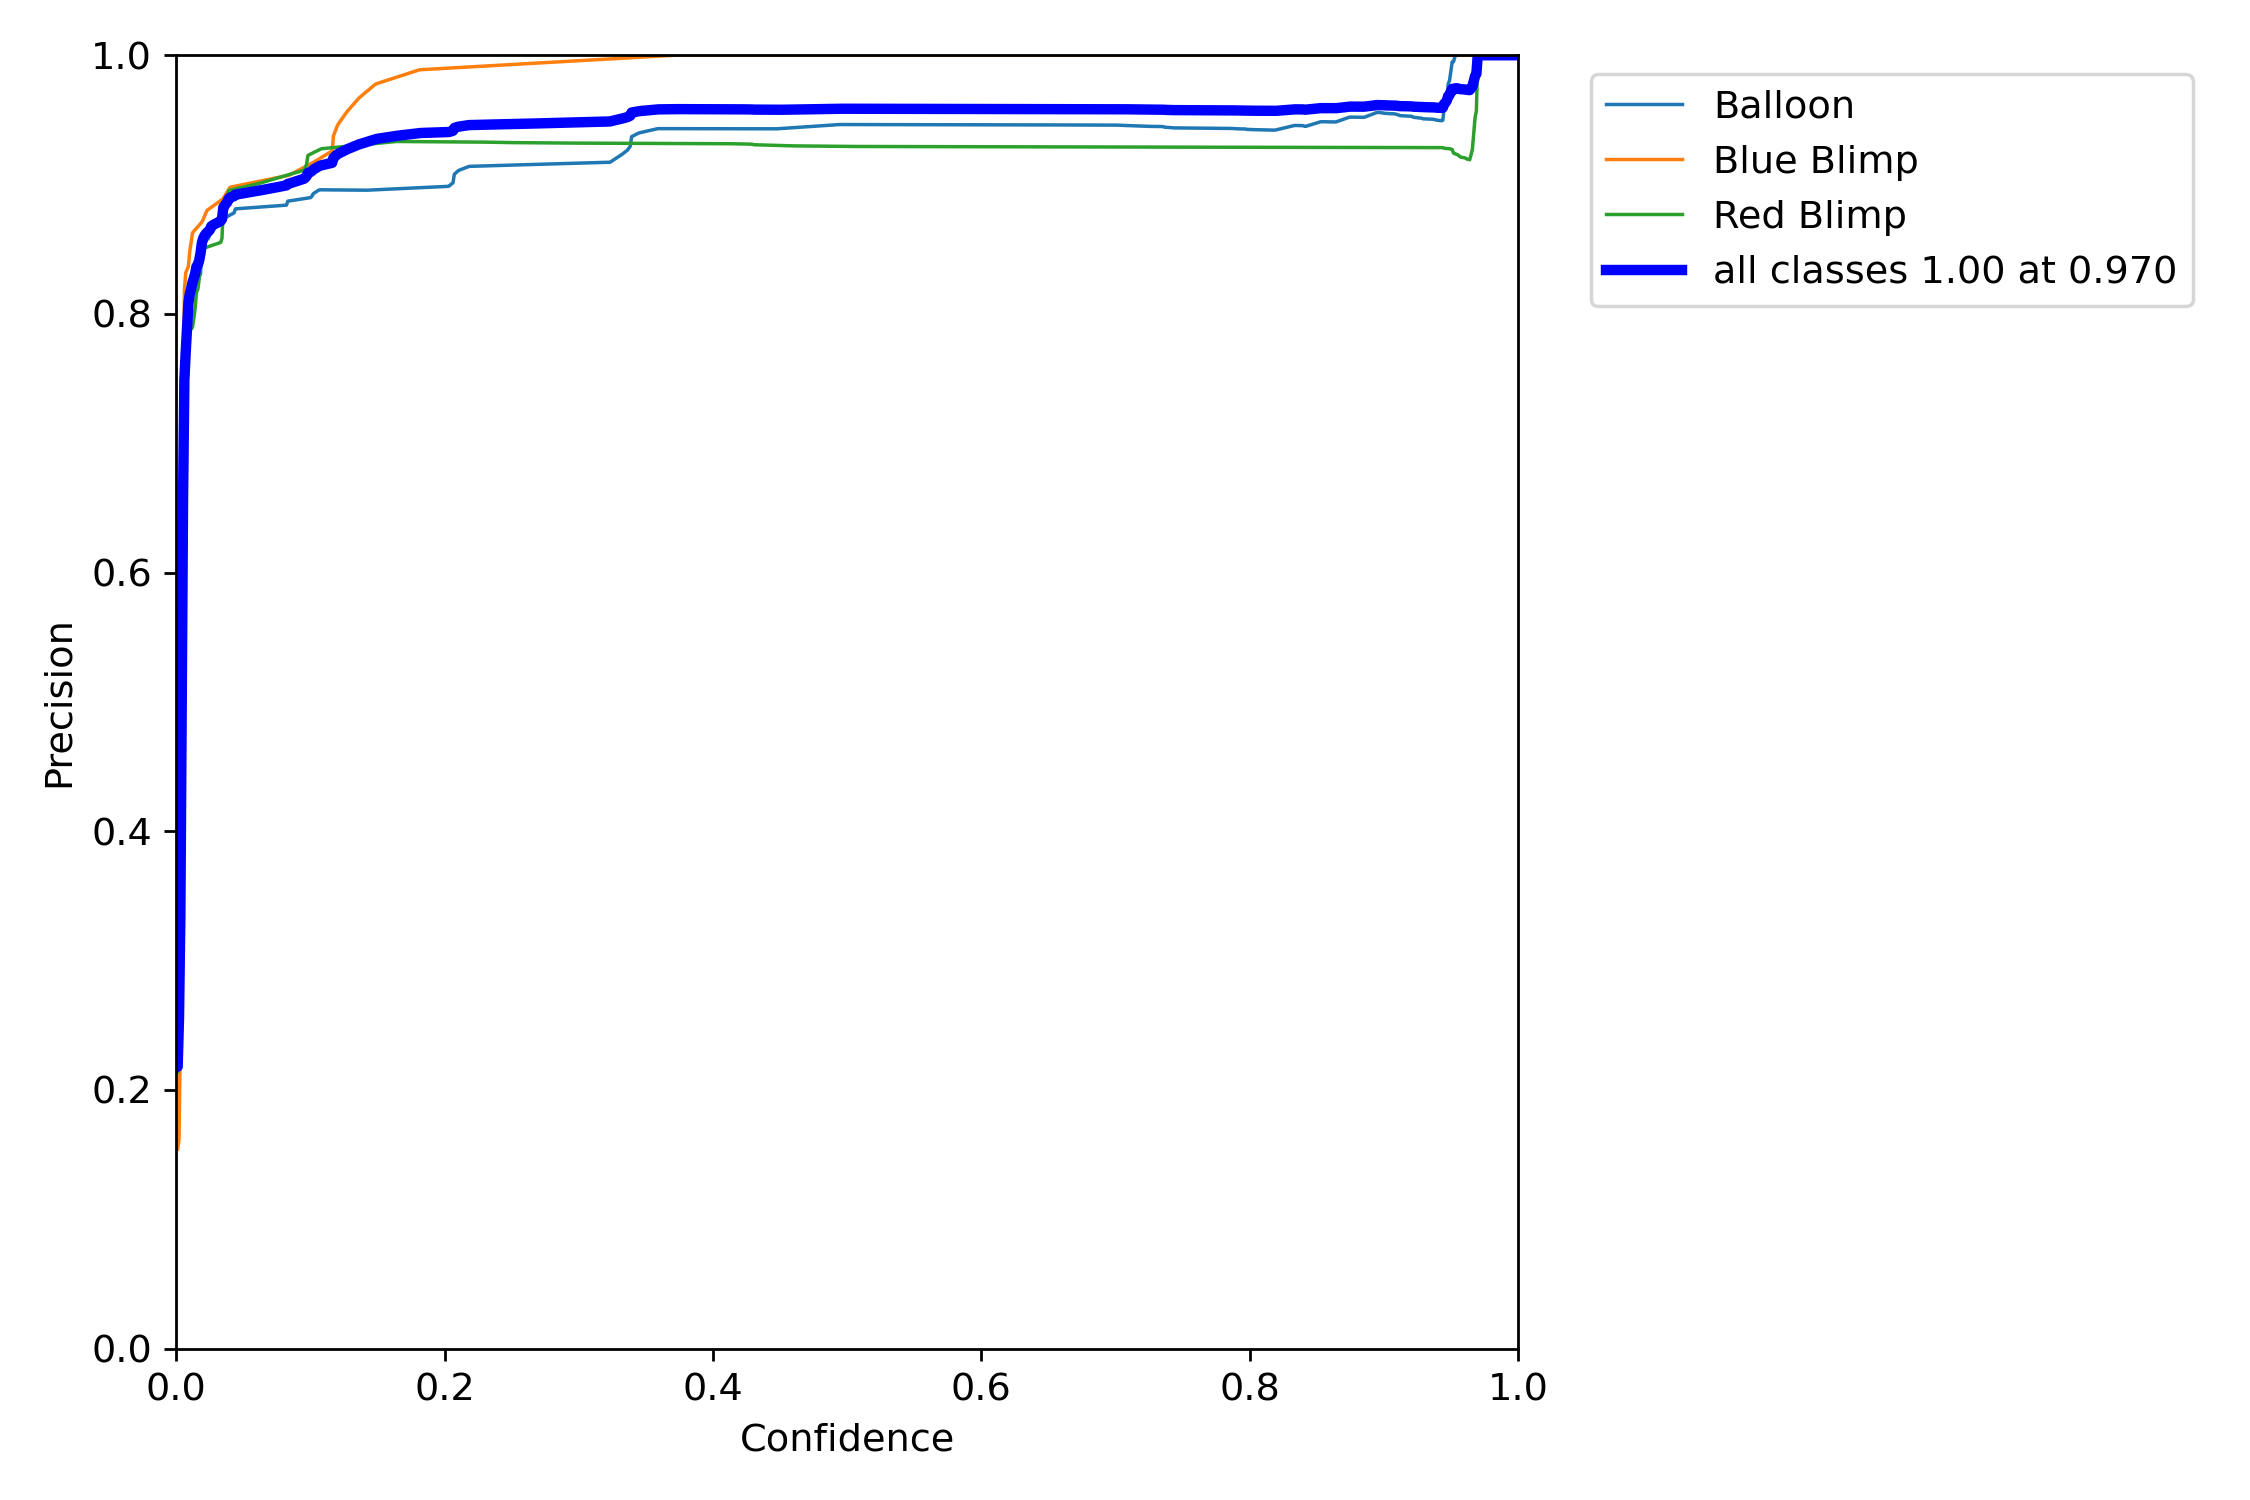 1.0
0.8
0.6
0.4
0.2
0.0
Precision
0.0 0.2 0.4 0.6 0.8 1.0
Confidence
Balloon
Blue Blimp
Red Blimp
all classes 1.00 at 0.970